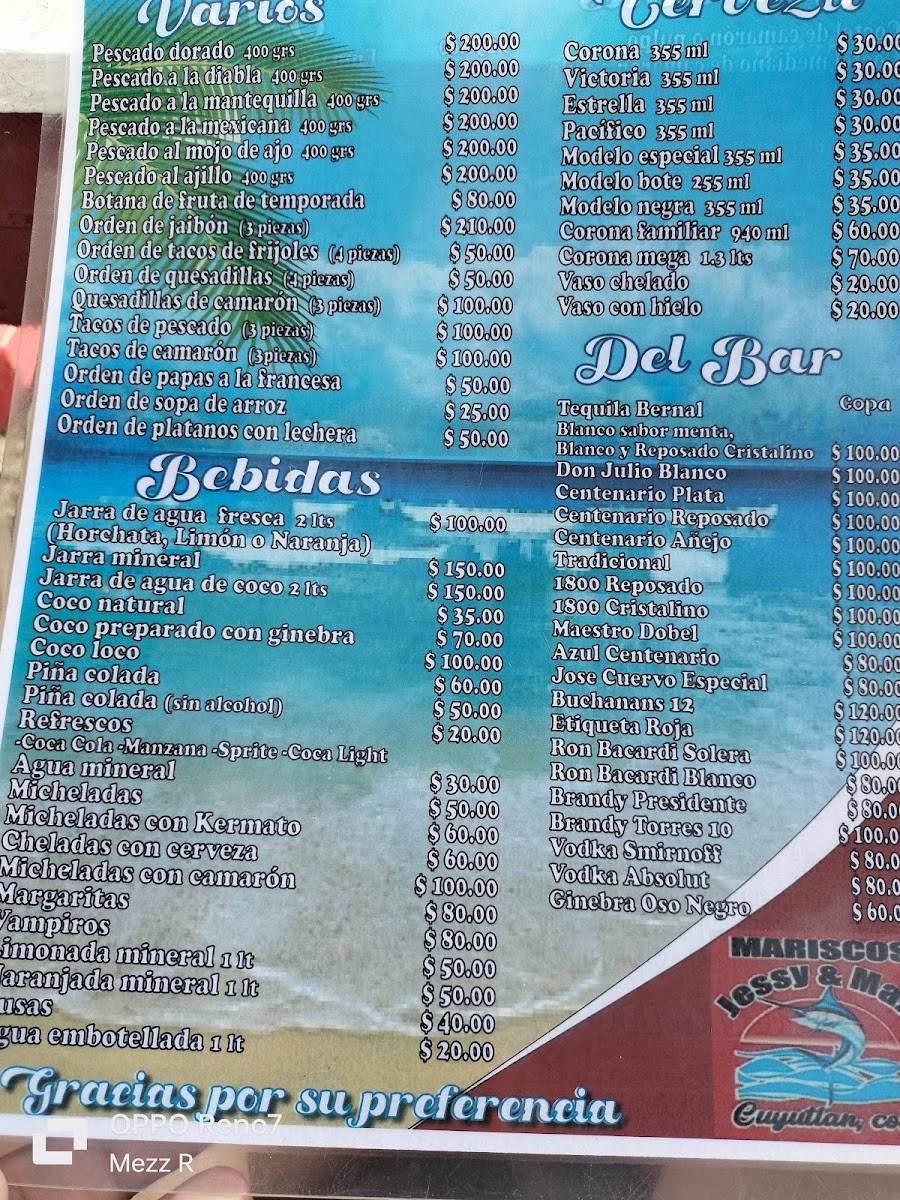 Varios
Pescado dorado 400 grs $ 200.00
Pescado a la diabla 400 grs $ 200.00
Pescado a la mantequilla 400 grs $ 200.00
Pescado a la mexicana 400 grs $ 200.00
Pescado al mojo de ajo 400 grs $ 200.00
Pescado al ajillo 400 grs $ 200.00
Botana de fruta de temporada $ 80.00
Orden de jaibón (3 piezas) $ 210.00
Orden de tacos de frijoles (4 piezas) $ 50.00
Orden de quesadillas (4 piezas) $ 50.00
Quesadillas de camarón (3 piezas) $ 100.00
Tacos de pescado (3 piezas) $ 100.00
Tacos de camarón (3piezas) $ 100.00
Orden de papas a la francesa $ 50.00
Orden de sopa de arroz $ 25.00
Orden de platanos con lechera $ 50.00
Bebidas
Jarra de agua fresca 2 lts $ 100.00
(Horchata, Limón o Naranja)
Jarra mineral $ 150.00
Jarra de agua de coco 2 lts $ 150.00
Coco natural $ 35.00
Coco preparado con ginebra $ 70.00
Coco loco $ 100.00
Piña colada $ 60.00
Piña colada (sin alcohol) $ 50.00
Refrescos $ 20.00
-Coca Cola -Manzana -Sprite -Coca Light
Agua mineral $ 30.00
Micheladas $ 50.00
Micheladas con Kermato $ 60.00
Cheladas con cerveza $ 60.00
Micheladas con camarón $ 100.00
Margaritas $ 80.00
Vampiros $ 80.00
imonada mineral 1 lt $ 50.00
aranjada mineral 1 lt $ 50.00
usas $ 40.00
gua embotellada 1 lt $ 20.00
Cerveza
Corona 355 ml $ 30.00
Victoria 355 ml $ 30.00
Estrella 355 ml $ 30.00
Pacífico 355 ml $ 30.00
Modelo especial 355 ml $ 35.00
Modelo bote 255 ml $ 35.00
Modelo negra 355 ml $ 35.00
Corona familiar 940 ml $ 60.00
Corona mega 1.3 lts $ 70.00
Vaso chelado $ 20.00
Vaso con hielo $ 20.00
Del Bar
Copa
Tequila Bernal
Blanco sabor menta,
Blanco y Reposado Cristalino $ 100.00
Don Julio Blanco $ 100.00
Centenario Plata $ 100.00
Centenario Reposado $ 100.00
Centenario Añejo $ 100.00
Tradicional $ 100.00
1800 Reposado $ 100.00
1800 Cristalino $ 100.00
Maestro Dobel $ 100.00
Azul Centenario $ 80.00
Jose Cuervo Especial $ 80.00
Buchanans 12 $ 120.00
Etiqueta Roja $ 120.00
Ron Bacardi Solera $ 100.00
Ron Bacardi Blanco $ 80.00
Brandy Presidente $ 80.00
Brandy Torres 10 $ 100.0
Vodka Smirnoff $ 80.0
Vodka Absolut $ 80.0
Ginebra Oso Negro $ 60.0
MARISCOS
Jessy & Ma
Cuyutlan, co
Gracias por su preferencia
OPPO Reno7
Mezz R